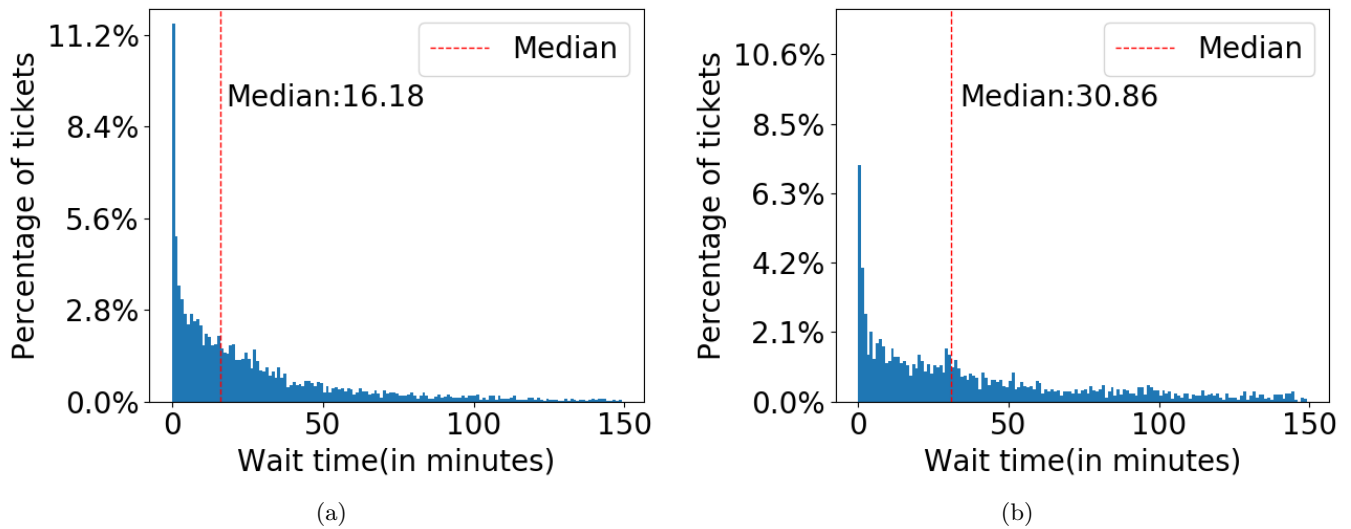 Percentage of tickets
11.2%
8.4%
5.6%
2.8%
0.0%
Median
Median:16.18
0 50 100 150
Wait time(in minutes)
(a)
Percentage of tickets
10.6%
8.5%
6.3%
4.2%
2.1%
0.0%
Median
Median:30.86
0 50 100 150
Wait time(in minutes)
(b)